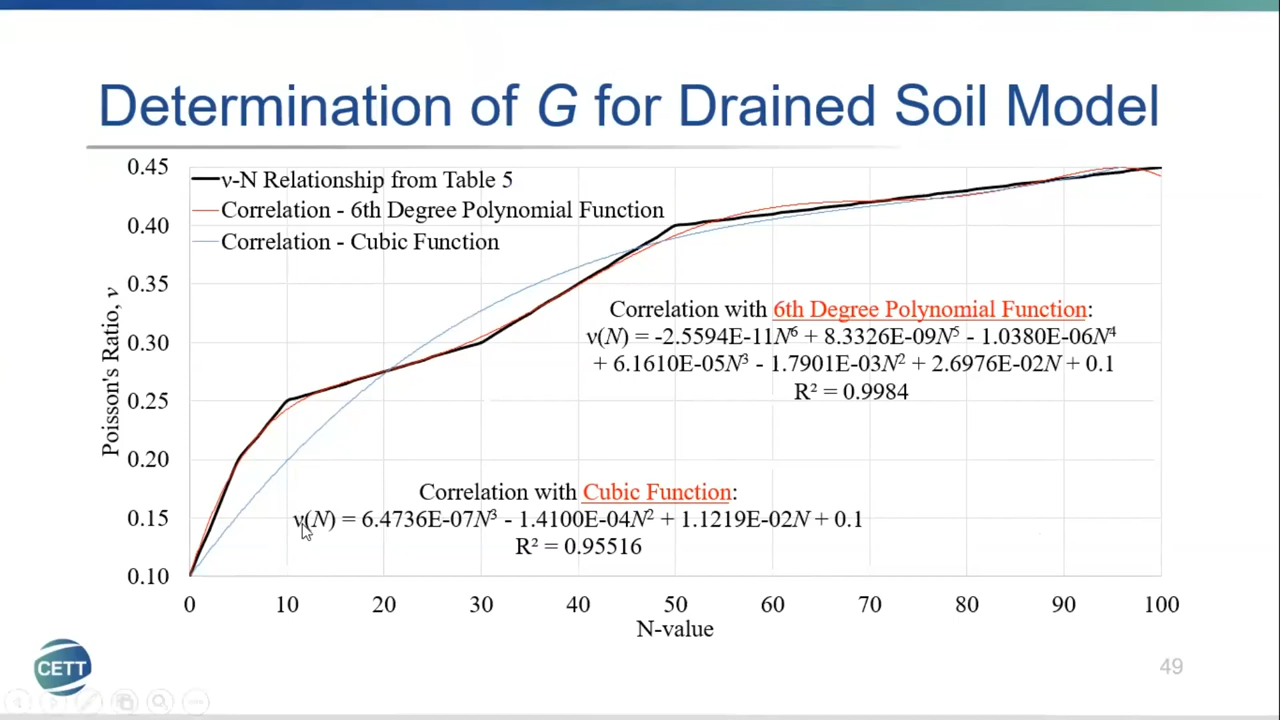 Determination of G for Drained Soil Model
ν-N Relationship from Table 5
Correlation - 6th Degree Polynomial Function
Correlation - Cubic Function
0.45
0.40
0.35
0.30
0.25
0.20
0.15
0.10
Poisson's Ratio, ν
Correlation with 6th Degree Polynomial Function:
ν(N) = -2.5594E-11N⁶ + 8.3326E-09N⁵ - 1.0380E-06N⁴
+ 6.1610E-05N³ - 1.7901E-03N² + 2.6976E-02N + 0.1
R² = 0.9984
Correlation with Cubic Function:
ν(N) = 6.4736E-07N³ - 1.4100E-04N² + 1.1219E-02N + 0.1
R² = 0.95516
0 10 20 30 40 50 60 70 80 90 100
N-value
CETT
49